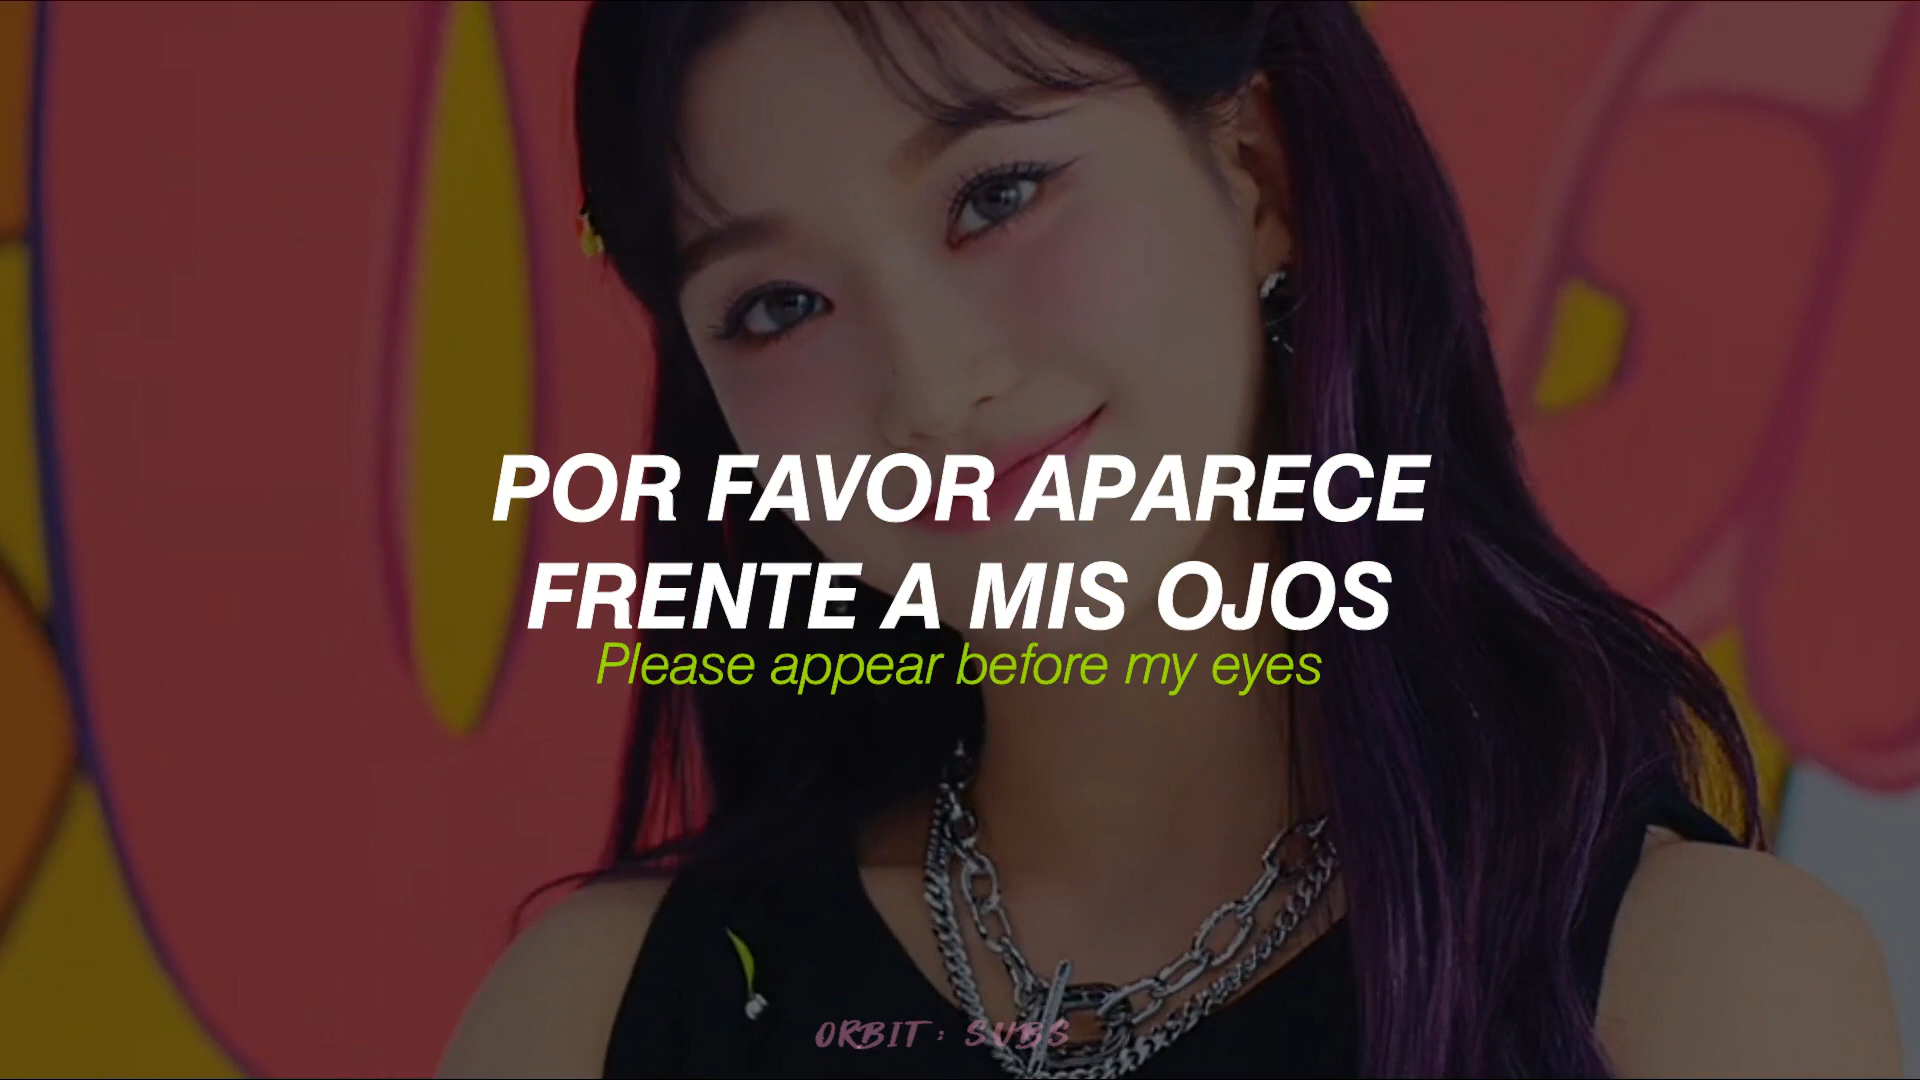 POR FAVOR APARECE
FRENTE A MIS OJOS
Please appear before my eyes
ORBIT: SUBS